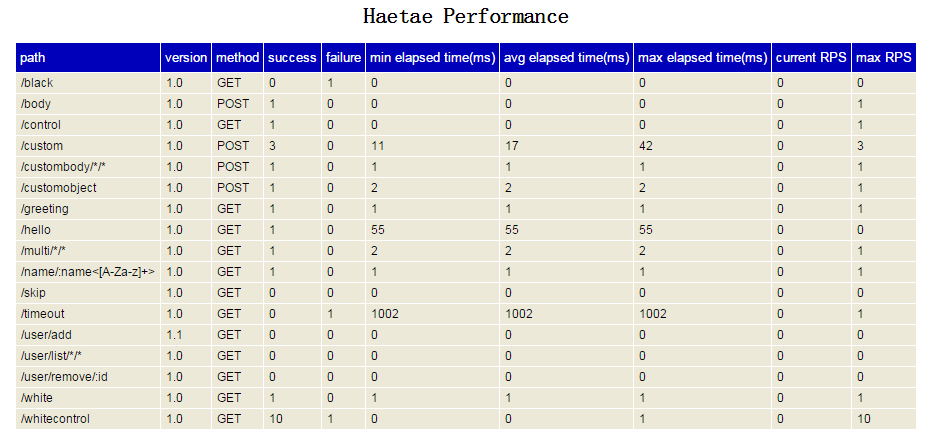 Haetae Performance
path version method success failure min elapsed time(ms) avg elapsed time(ms) max elapsed time(ms) current RPS max RPS
/black 1.0 GET 0 1 0 0 0 0 0
/body 1.0 POST 1 0 0 0 0 0 1
/control 1.0 GET 1 0 0 0 0 0 1
/custom 1.0 POST 3 0 11 17 42 0 3
/custombody/*/* 1.0 POST 1 0 1 1 1 0 1
/customobject 1.0 POST 1 0 2 2 2 0 1
/greeting 1.0 GET 1 0 1 1 1 0 1
/hello 1.0 GET 1 0 55 55 55 0 0
/multi/*/* 1.0 GET 1 0 2 2 2 0 1
/name/:name<[A-Za-z]+> 1.0 GET 1 0 1 1 1 0 1
/skip 1.0 GET 0 0 0 0 0 0 0
/timeout 1.0 GET 0 1 1002 1002 1002 0 1
/user/add 1.1 GET 0 0 0 0 0 0 0
/user/list/*/* 1.0 GET 0 0 0 0 0 0 0
/user/remove/:id 1.0 GET 0 0 0 0 0 0 0
/white 1.0 GET 1 0 1 1 1 0 1
/whitecontrol 1.0 GET 10 1 0 0 1 0 10